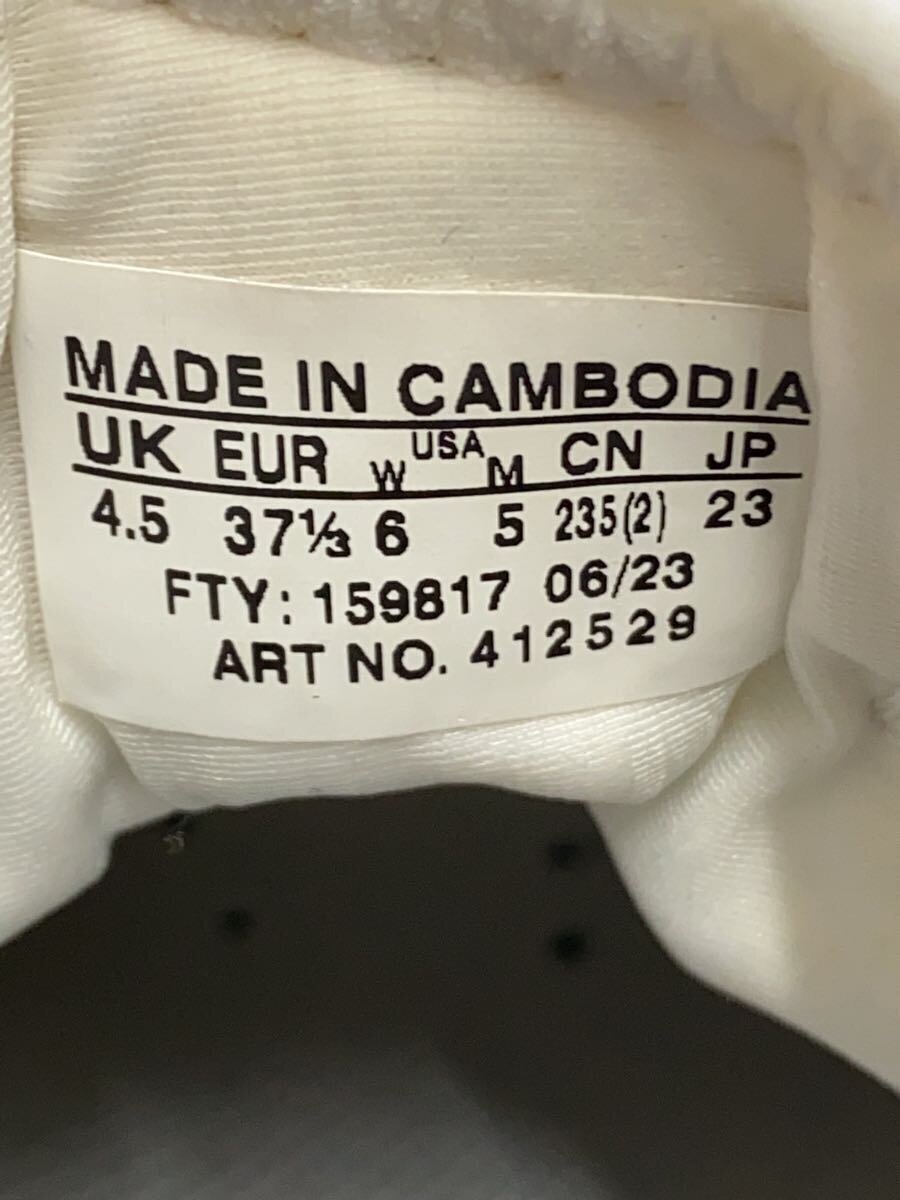 MADE IN CAMBODIA
UK EUR W USA M CN JP
4.5 37⅓ 6 5 235(2) 23
FTY: 159817 06/23
ART NO. 412529